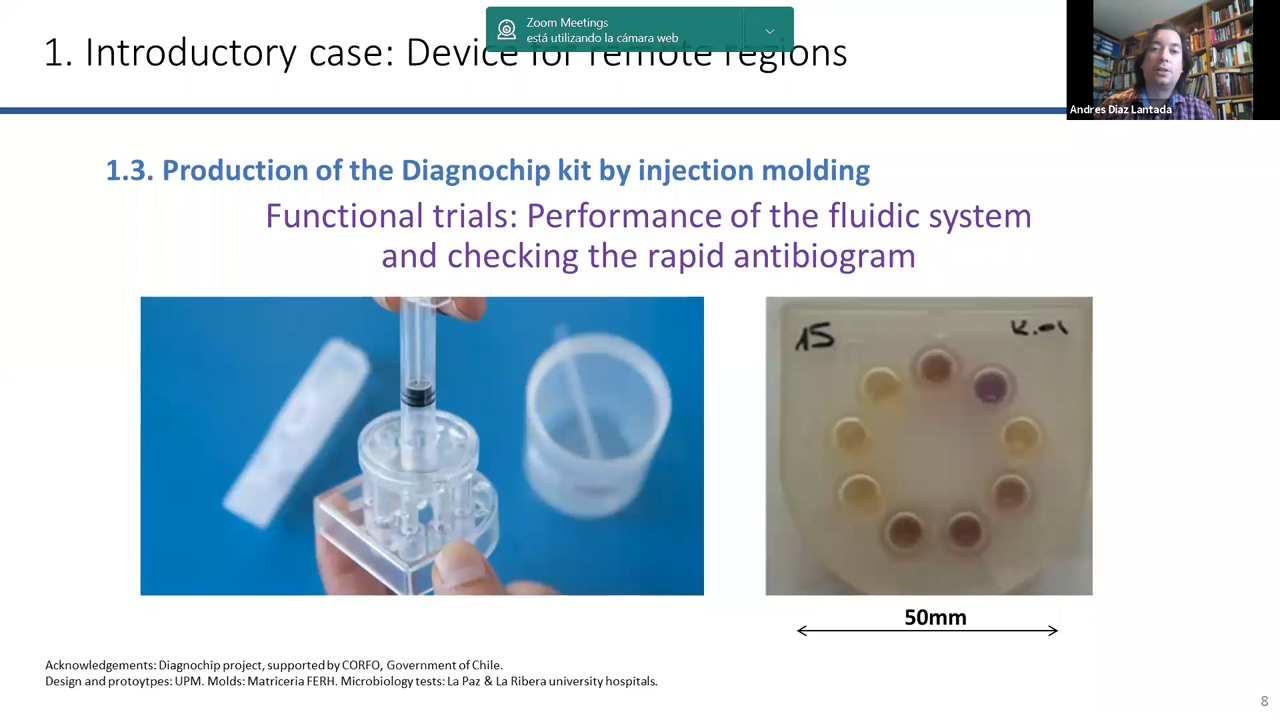 Zoom Meetings
está utilizando la cámara web
1. Introductory case: Device for remote regions
Andres Diaz Lantada
1.3. Production of the Diagnochip kit by injection molding
Functional trials: Performance of the fluidic system
and checking the rapid antibiogram
15
50mm
Acknowledgements: Diagnochip project, supported by CORFO, Government of Chile.
Design and protoytpes: UPM. Molds: Matriceria FERH. Microbiology tests: La Paz & La Ribera university hospitals.
8